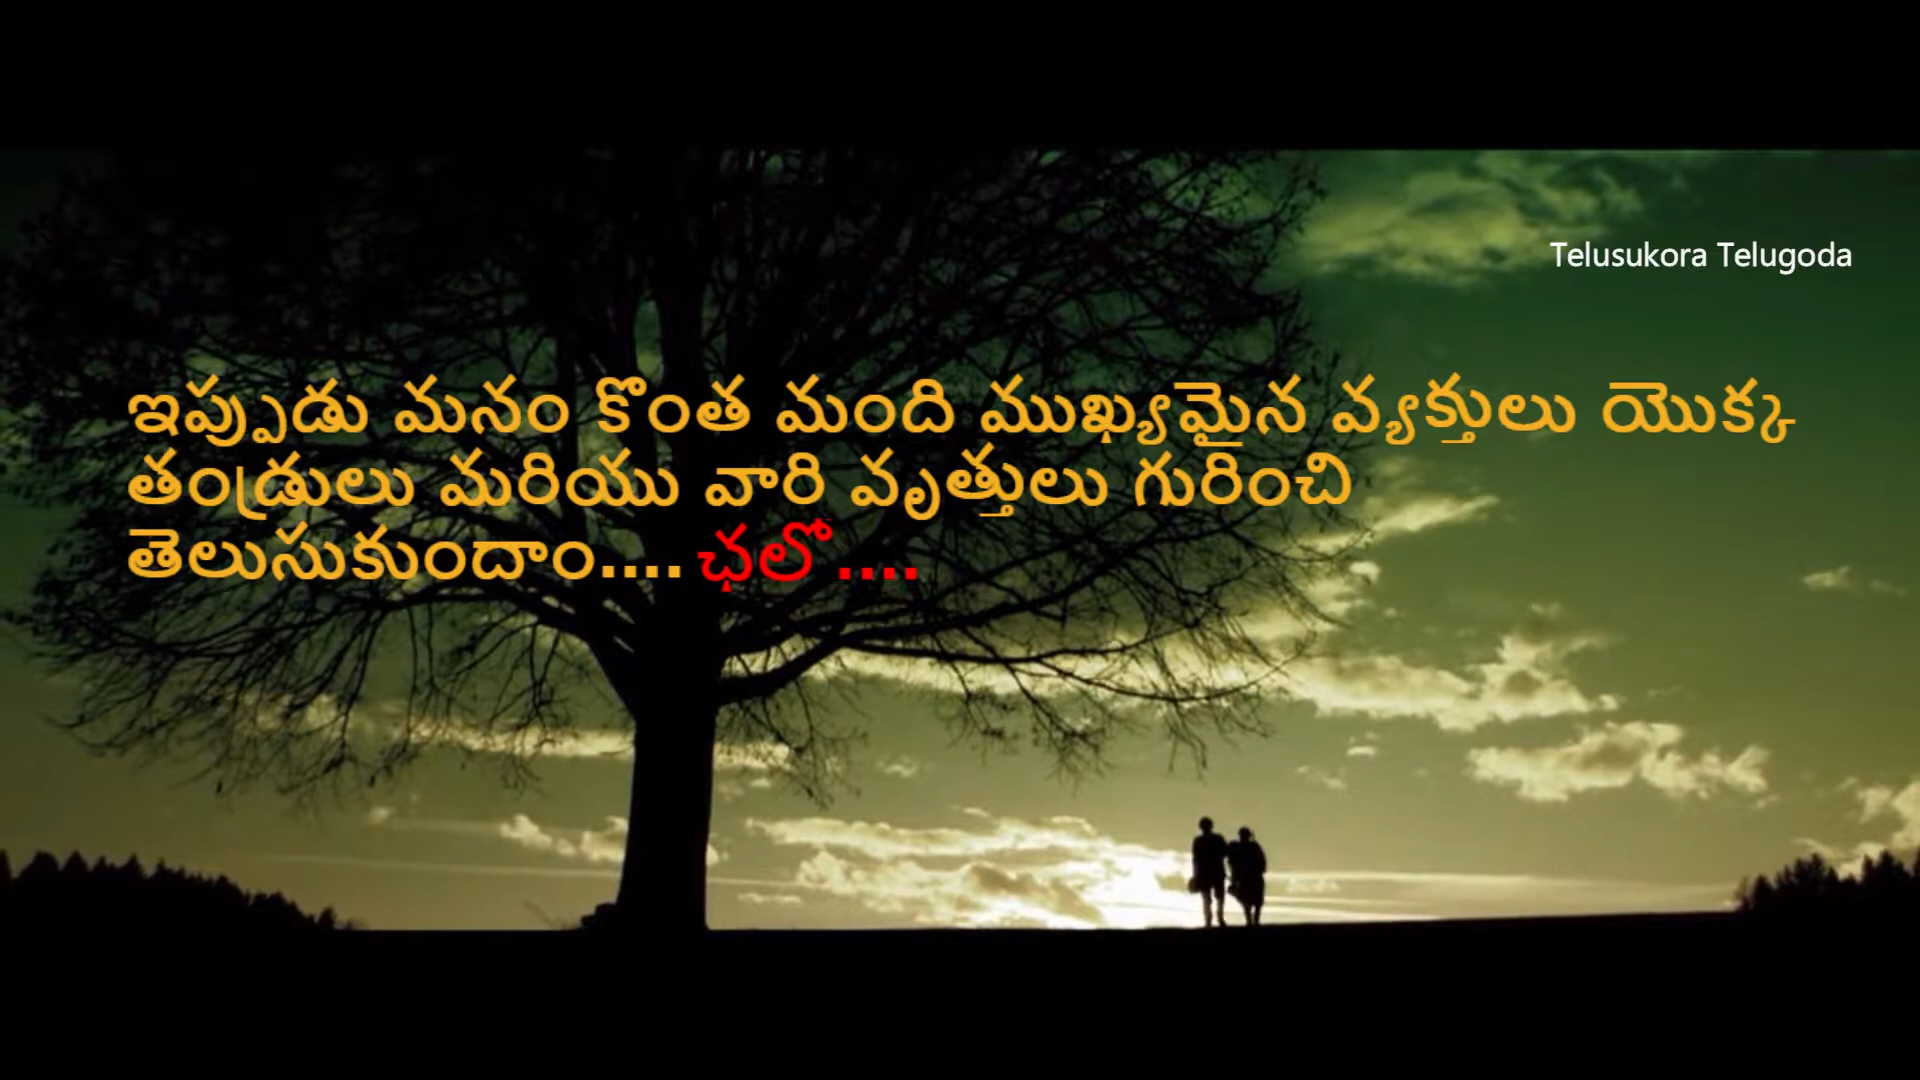 Telusukora Telugoda
ఇప్పుడు మనం కొంత మంది ముఖ్యమైన వ్యక్తులు యొక్క
తండ్రులు మరియు వారి వృత్తులు గురించి
తెలుసుకుందాం.... ఛలో ....